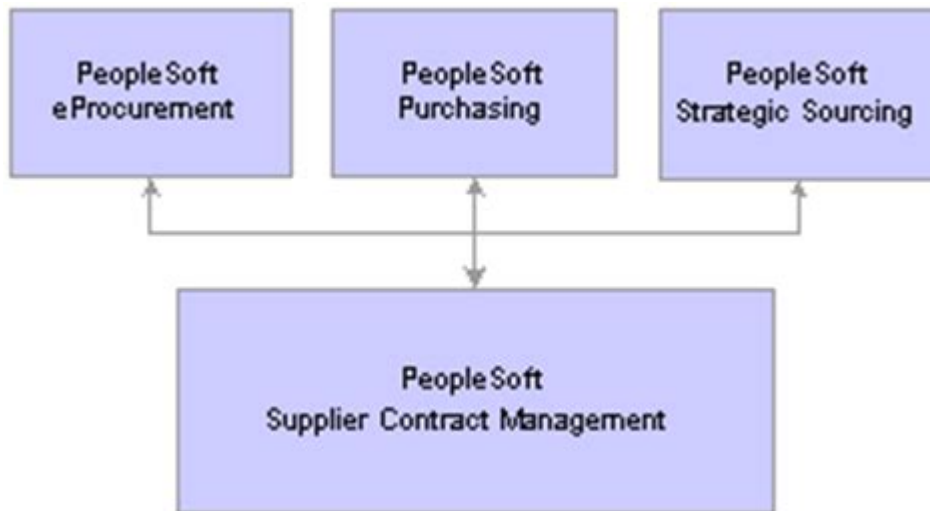 PeopleSoft
eProcurement
PeopleSoft
Purchasing
PeopleSoft
Strategic Sourcing
PeopleSoft
Supplier Contract Management